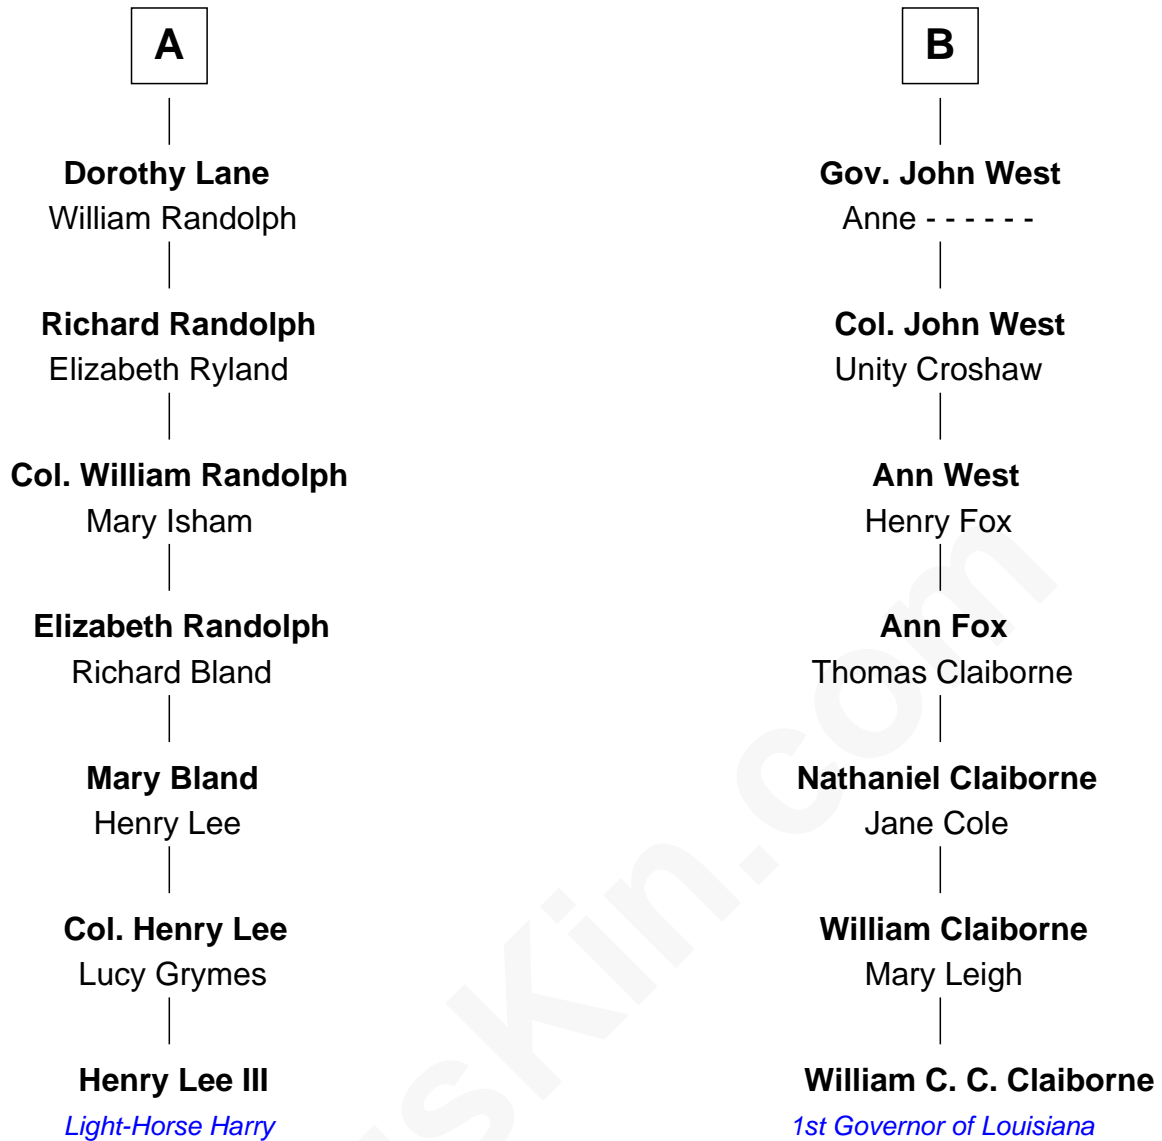 A
B
Dorothy Lane
William Randolph
Gov. John West
Anne - - - - - -
Richard Randolph
Elizabeth Ryland
Col. John West
Unity Croshaw
Col. William Randolph
Mary Isham
Ann West
Henry Fox
Elizabeth Randolph
Richard Bland
Ann Fox
Thomas Claiborne
Mary Bland
Henry Lee
Nathaniel Claiborne
Jane Cole
Col. Henry Lee
Lucy Grymes
William Claiborne
Mary Leigh
Henry Lee III
Light-Horse Harry
William C. C. Claiborne
1st Governor of Louisiana
sKin.com